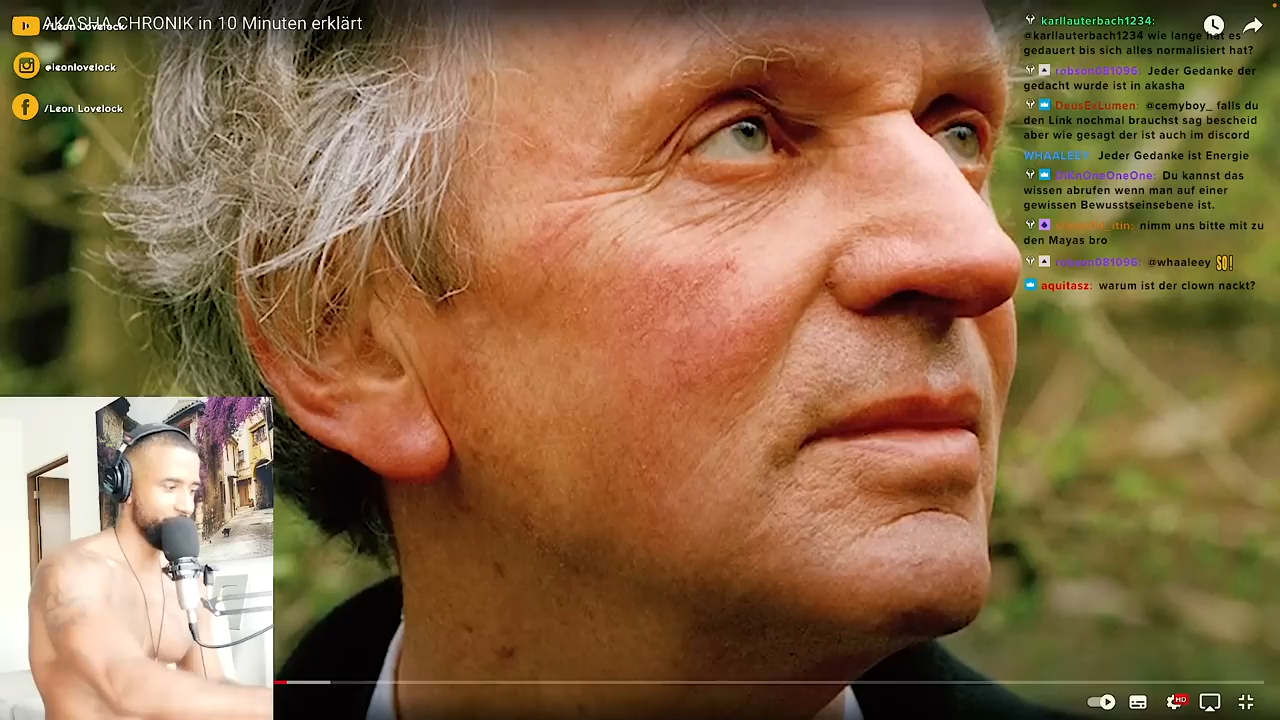 AKASHA CHRONIK in 10 Minuten erklärt
/Leon Lovelock
@leonlovelock
/Leon Lovelock
karllauterbach1234:
@karllauterbach1234 wie lange hat es
gedauert bis sich alles normalisiert hat?
robson081096: Jeder Gedanke der
gedacht wurde ist in akasha
DeusExLumen: @cemyboy_ falls du
den Link nochmal brauchst sag bescheid
aber wie gesagt der ist auch im discord
WHAALEEY: Jeder Gedanke ist Energie
DiKnOneOneOne: Du kannst das
wissen abrufen wenn man auf einer
gewissen Bewusstseinsebene ist.
nimm uns bitte mit zu
den Mayas bro
robson081096: @whaaleey SO!
aquitasz: warum ist der clown nackt?
HD